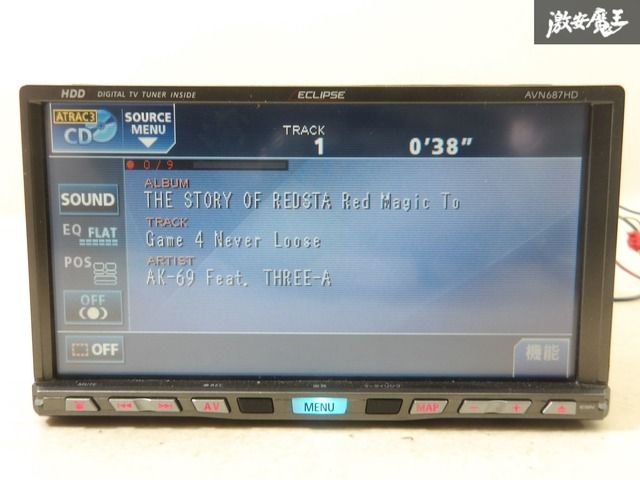 激安魔王
HDD DIGITAL TV TUNER INSIDE ECLIPSE AVN687HD
ATRAC3 CD
SOURCE MENU
TRACK 1 0'38"
0/9
ALBUM
THE STORY OF REDSTA Red Magic To
TRACK
Game 4 Never Loose
ARTIST
AK-69 Feat. THREE-A
SOUND
EQ FLAT
POS
OFF
OFF
機能
AV MENU MAP - +